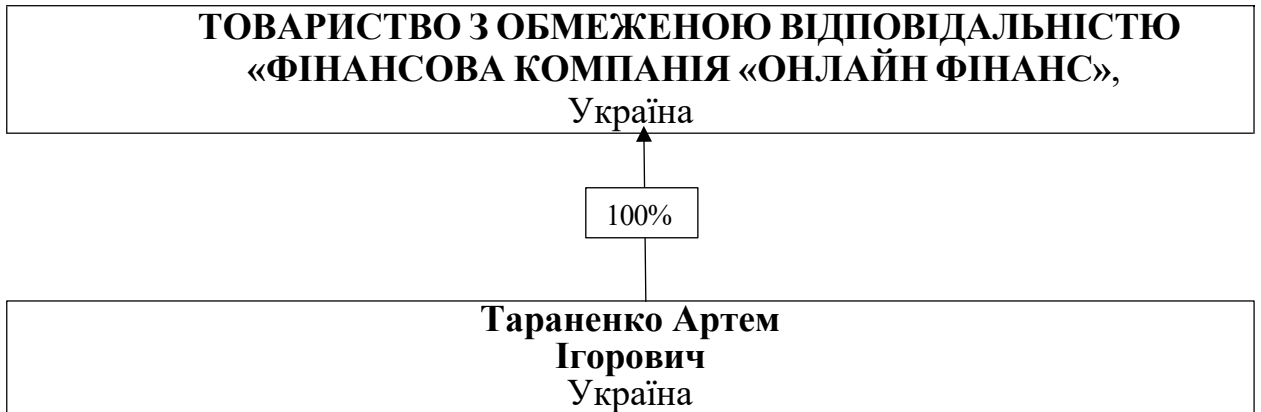 ТОВАРИСТВО З ОБМЕЖЕНОЮ ВІДПОВІДАЛЬНІСТЮ
«ФІНАНСОВА КОМПАНІЯ «ОНЛАЙН ФІНАНС»,
Україна
100%
Тараненко Артем
Ігорович
Україна